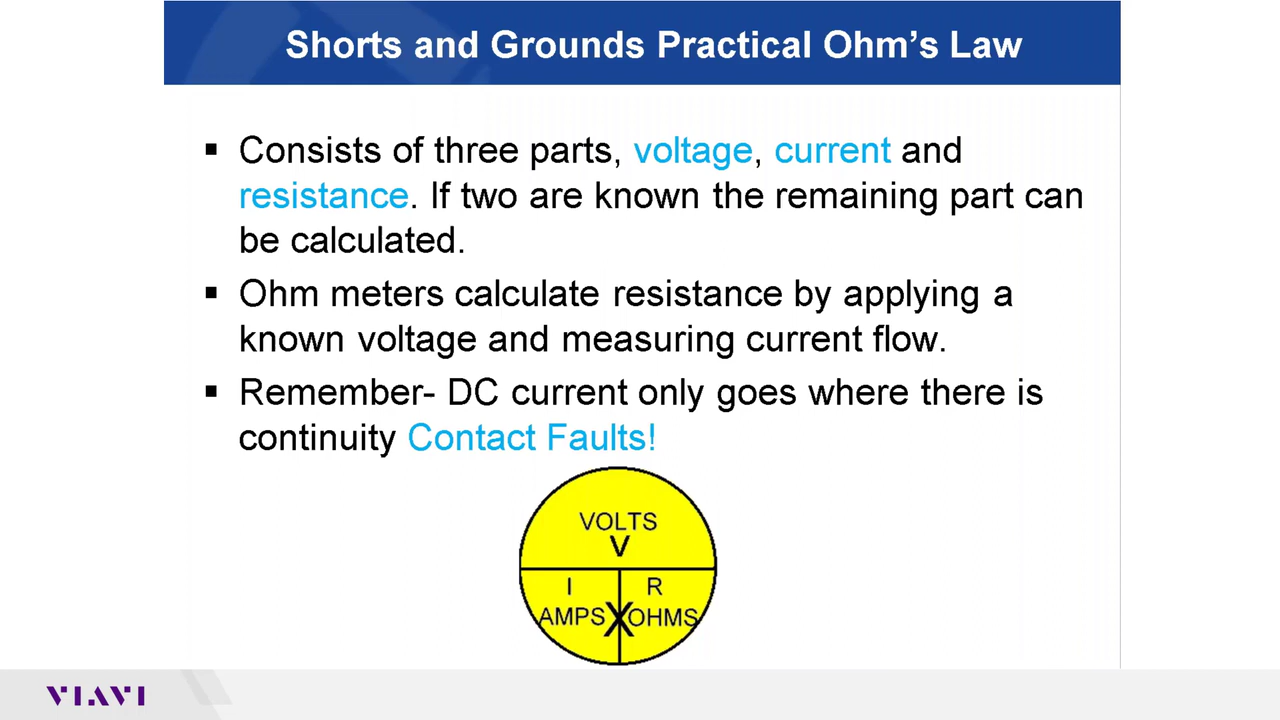 Shorts and Grounds Practical Ohm's Law
▪ Consists of three parts, voltage, current and
resistance. If two are known the remaining part can
be calculated.
▪ Ohm meters calculate resistance by applying a
known voltage and measuring current flow.
▪ Remember- DC current only goes where there is
continuity Contact Faults!
VOLTS
V
I R
AMPS X OHMS
VIAVI